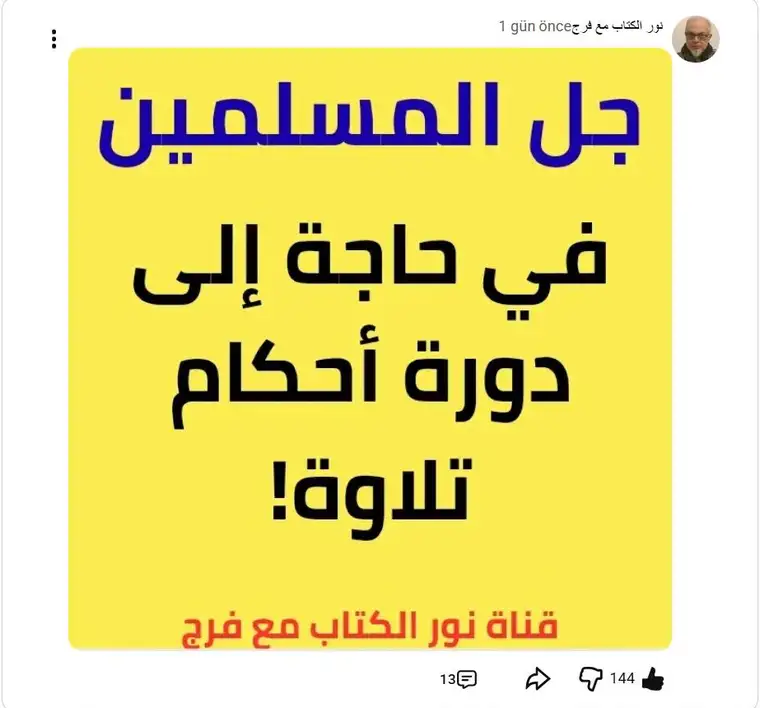 نور الكتاب مع فرج 1 gün önce
جل المسلمين
في حاجة إلى
دورة أحكام
تلاوة!
قناة نور الكتاب مع فرج
144
13